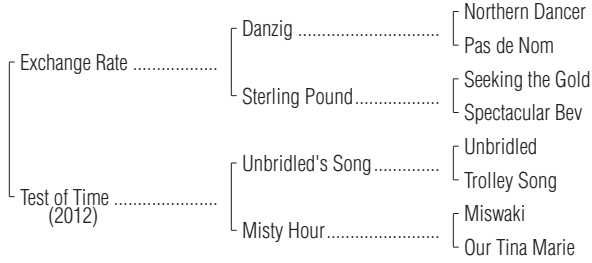 Northern Dancer
Danzig ..............................
Pas de Nom
Exchange Rate ..................
Seeking the Gold
Sterling Pound..................
Spectacular Bev
Unbridled
Unbridled's Song..............
Trolley Song
Test of Time ......................
(2012)
Miswaki
Misty Hour........................
Our Tina Marie